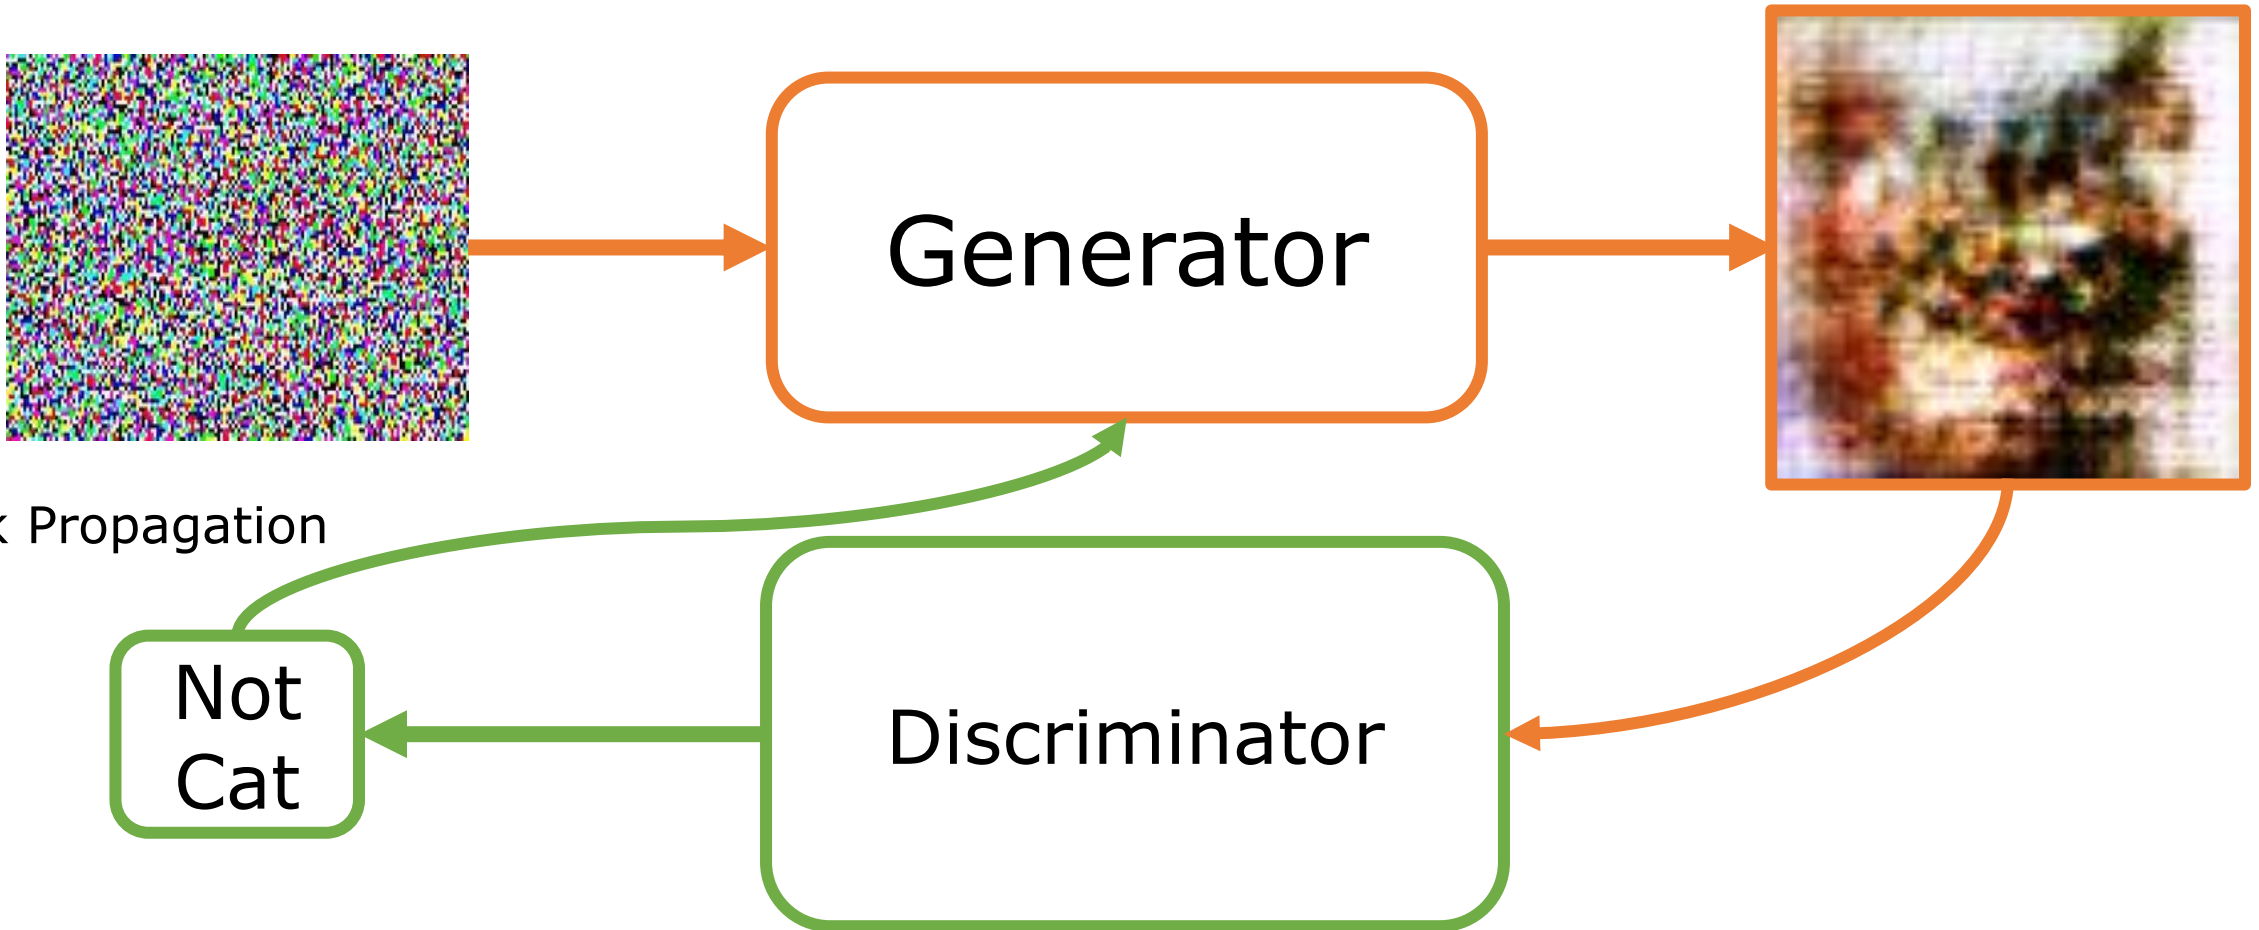 Generator
Propagation
Discriminator
Not
Cat